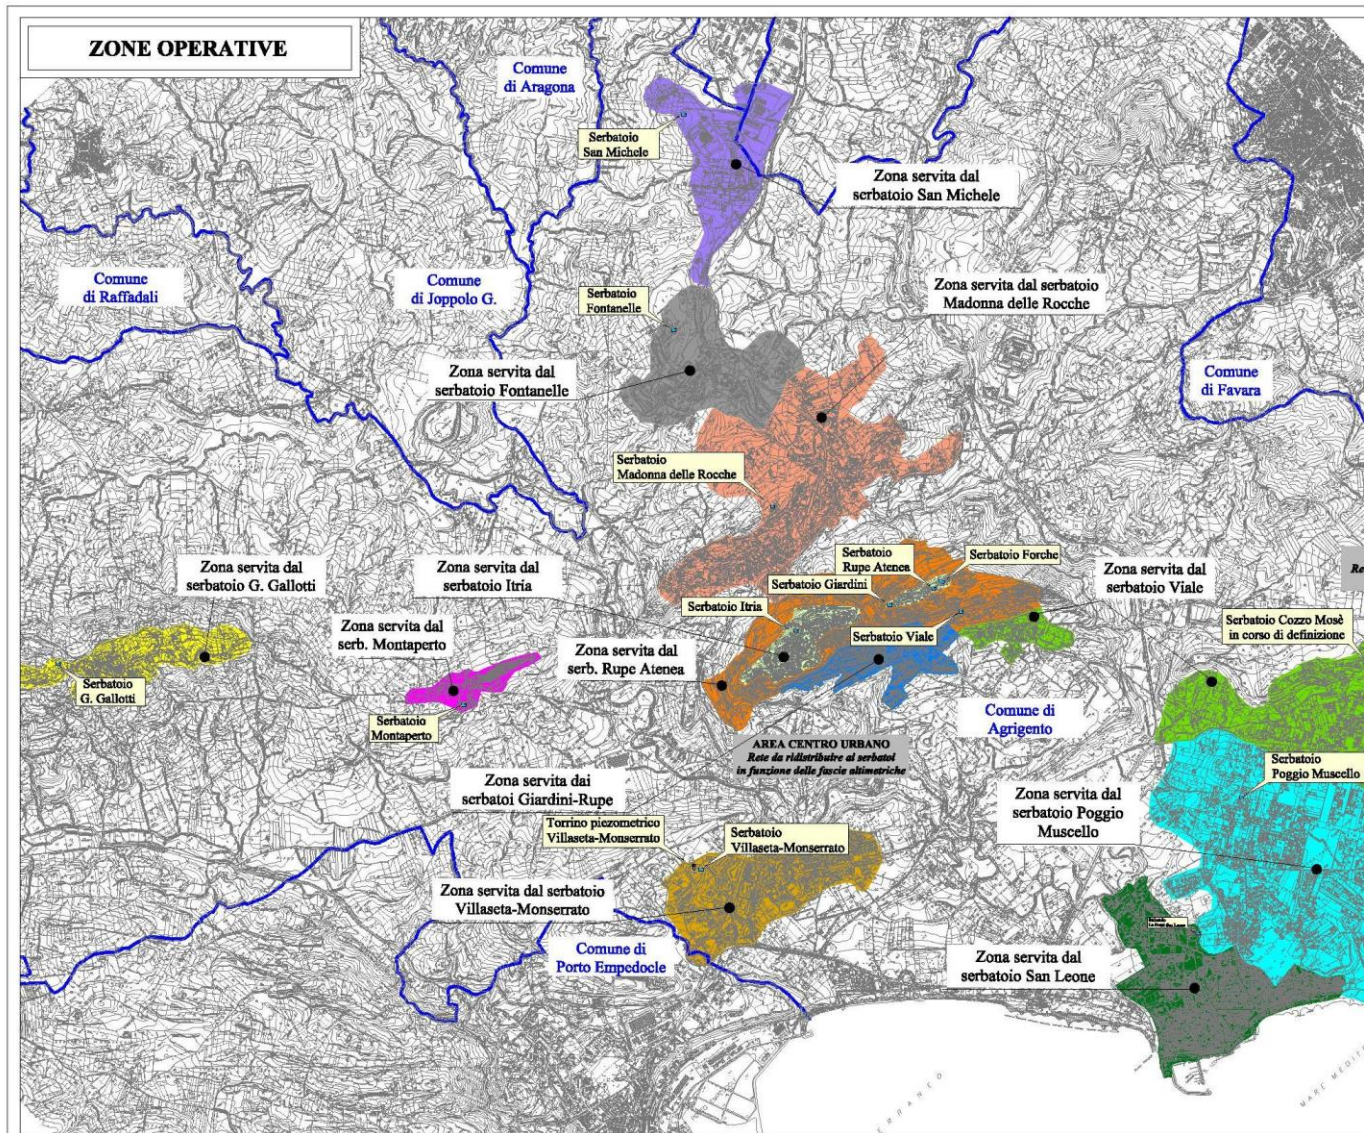 ZONE OPERATIVE
Comune
di Aragona
Serbatoio
San Michele
Zona servita dal
serbatoio San Michele
Comune
di Raffadali
Comune
di Joppolo G.
Serbatoio
Fontanelle
Zona servita dal serbatoio
Madonna delle Rocche
Zona servita dal
serbatoio Fontanelle
Comune
di Favara
Serbatoio
Madonna delle Rocche
Zona servita dal
serbatoio G. Gallotti
Zona servita dal
serbatoio Itria
Serbatoio
Rupe Atenea
Serbatoio Forche
Serbatoio Giardini
Zona servita dal
serbatoio Viale
Re
Serbatoio Itria
Serbatoio Viale
Serbatoio Cozzo Mosè
in corso di definizione
Zona servita dal
serb. Montaperto
Zona servita dal
serb. Rupe Atenea
Serbatoio
G. Gallotti
Serbatoio
Montaperto
Comune di
Agrigento
AREA CENTRO URBANO
Rete da ridistribuire ai serbatoi
in funzione delle fascie altimetriche
Serbatoio
Poggio Muscello
Zona servita dai
serbatoi Giardini-Rupe
Zona servita dal
serbatoio Poggio
Muscello
Torrino piezometrico
Villaseta-Monserrato
Serbatoio
Villaseta-Monserrato
Zona servita dal serbatoio
Villaseta-Monserrato
Comune di
Porto Empedocle
Zona servita dal
serbatoio San Leone
ERRANEO
MARE MEDIT